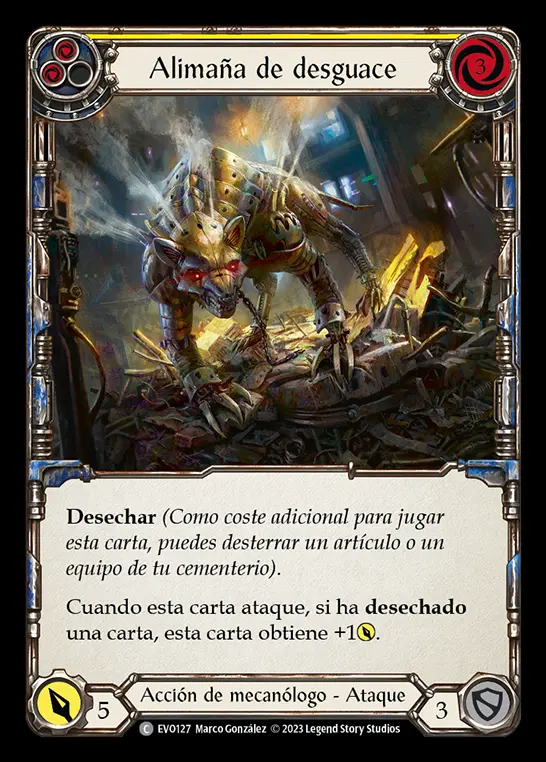 Alimaña de desguace
3
Desechar (Como coste adicional para jugar
esta carta, puedes desterrar un artículo o un
equipo de tu cementerio).
Cuando esta carta ataque, si ha desechado
una carta, esta carta obtiene +1.
5
Acción de mecanólogo - Ataque
3
C EVO127 Marco González © 2023 Legend Story Studios